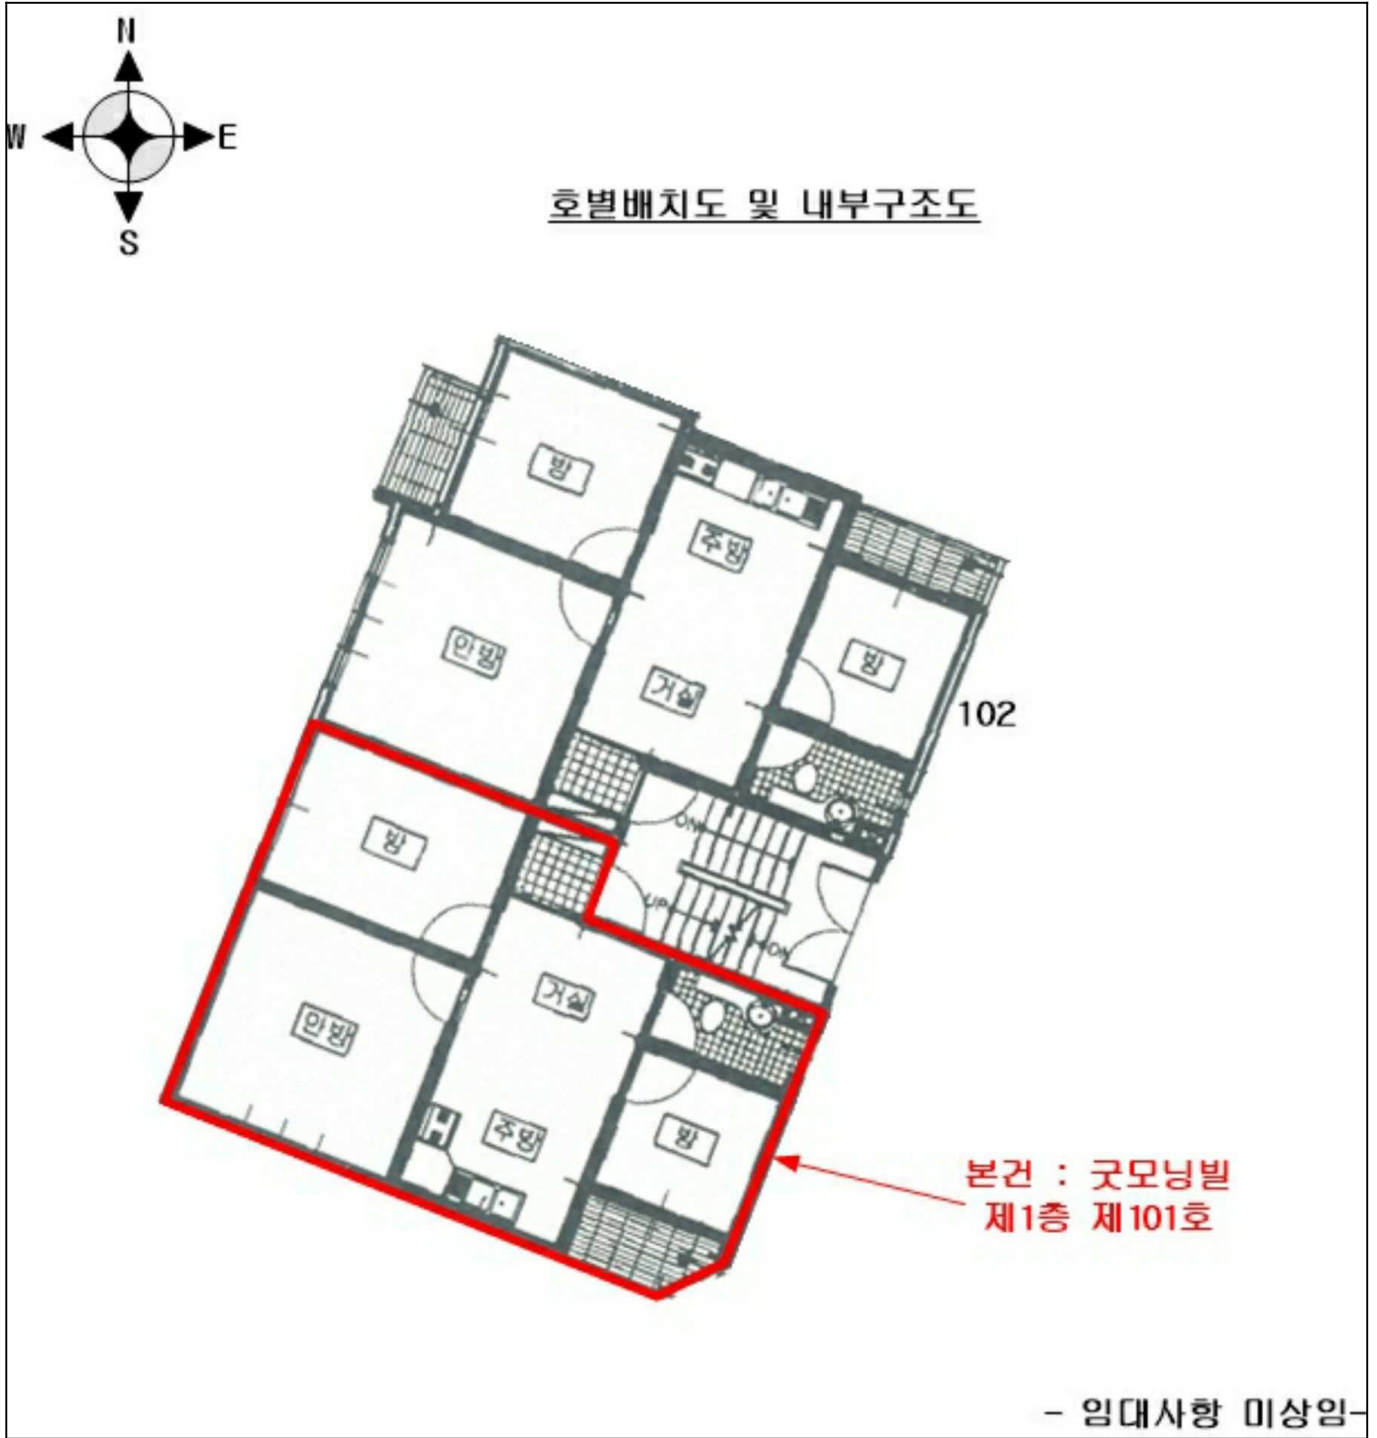 N
W
E
S
호별배치도 및 내부구조도
방
주방
안방
방
거실
102
방
DN
UP
DN
거실
안방
주방
방
본건 : 굿모닝빌
제1층 제101호
- 임대사항 미상임-